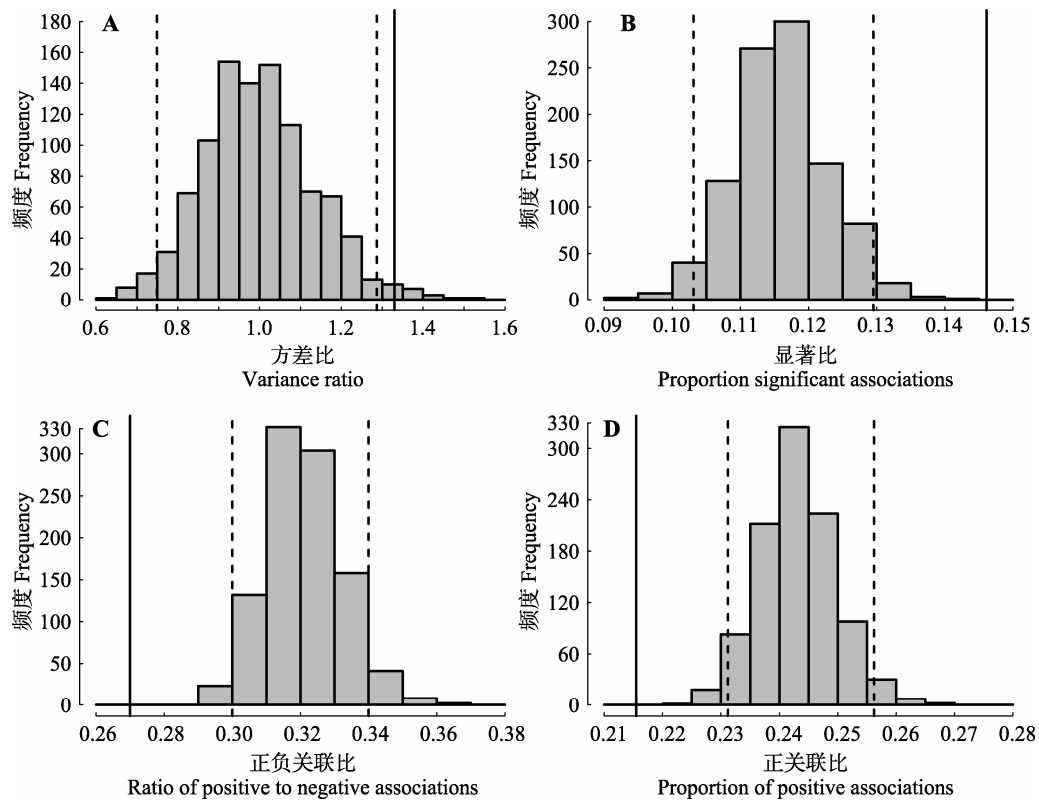 A
频度 Frequency
180
160
140
120
100
80
60
40
20
0
0.6 0.8 1.0 1.2 1.4 1.6
方差比
Variance ratio
B
频度 Frequency
300
250
200
150
100
50
0
0.09 0.10 0.11 0.12 0.13 0.14 0.15
显著比
Proportion significant associations
C
频度 Frequency
330
300
250
200
150
100
50
0
0.26 0.28 0.30 0.32 0.34 0.36 0.38
正负关联比
Ratio of positive to negative associations
D
频度 Frequency
330
300
240
180
120
60
0
0.21 0.22 0.23 0.24 0.25 0.26 0.27 0.28
正关联比
Proportion of positive associations